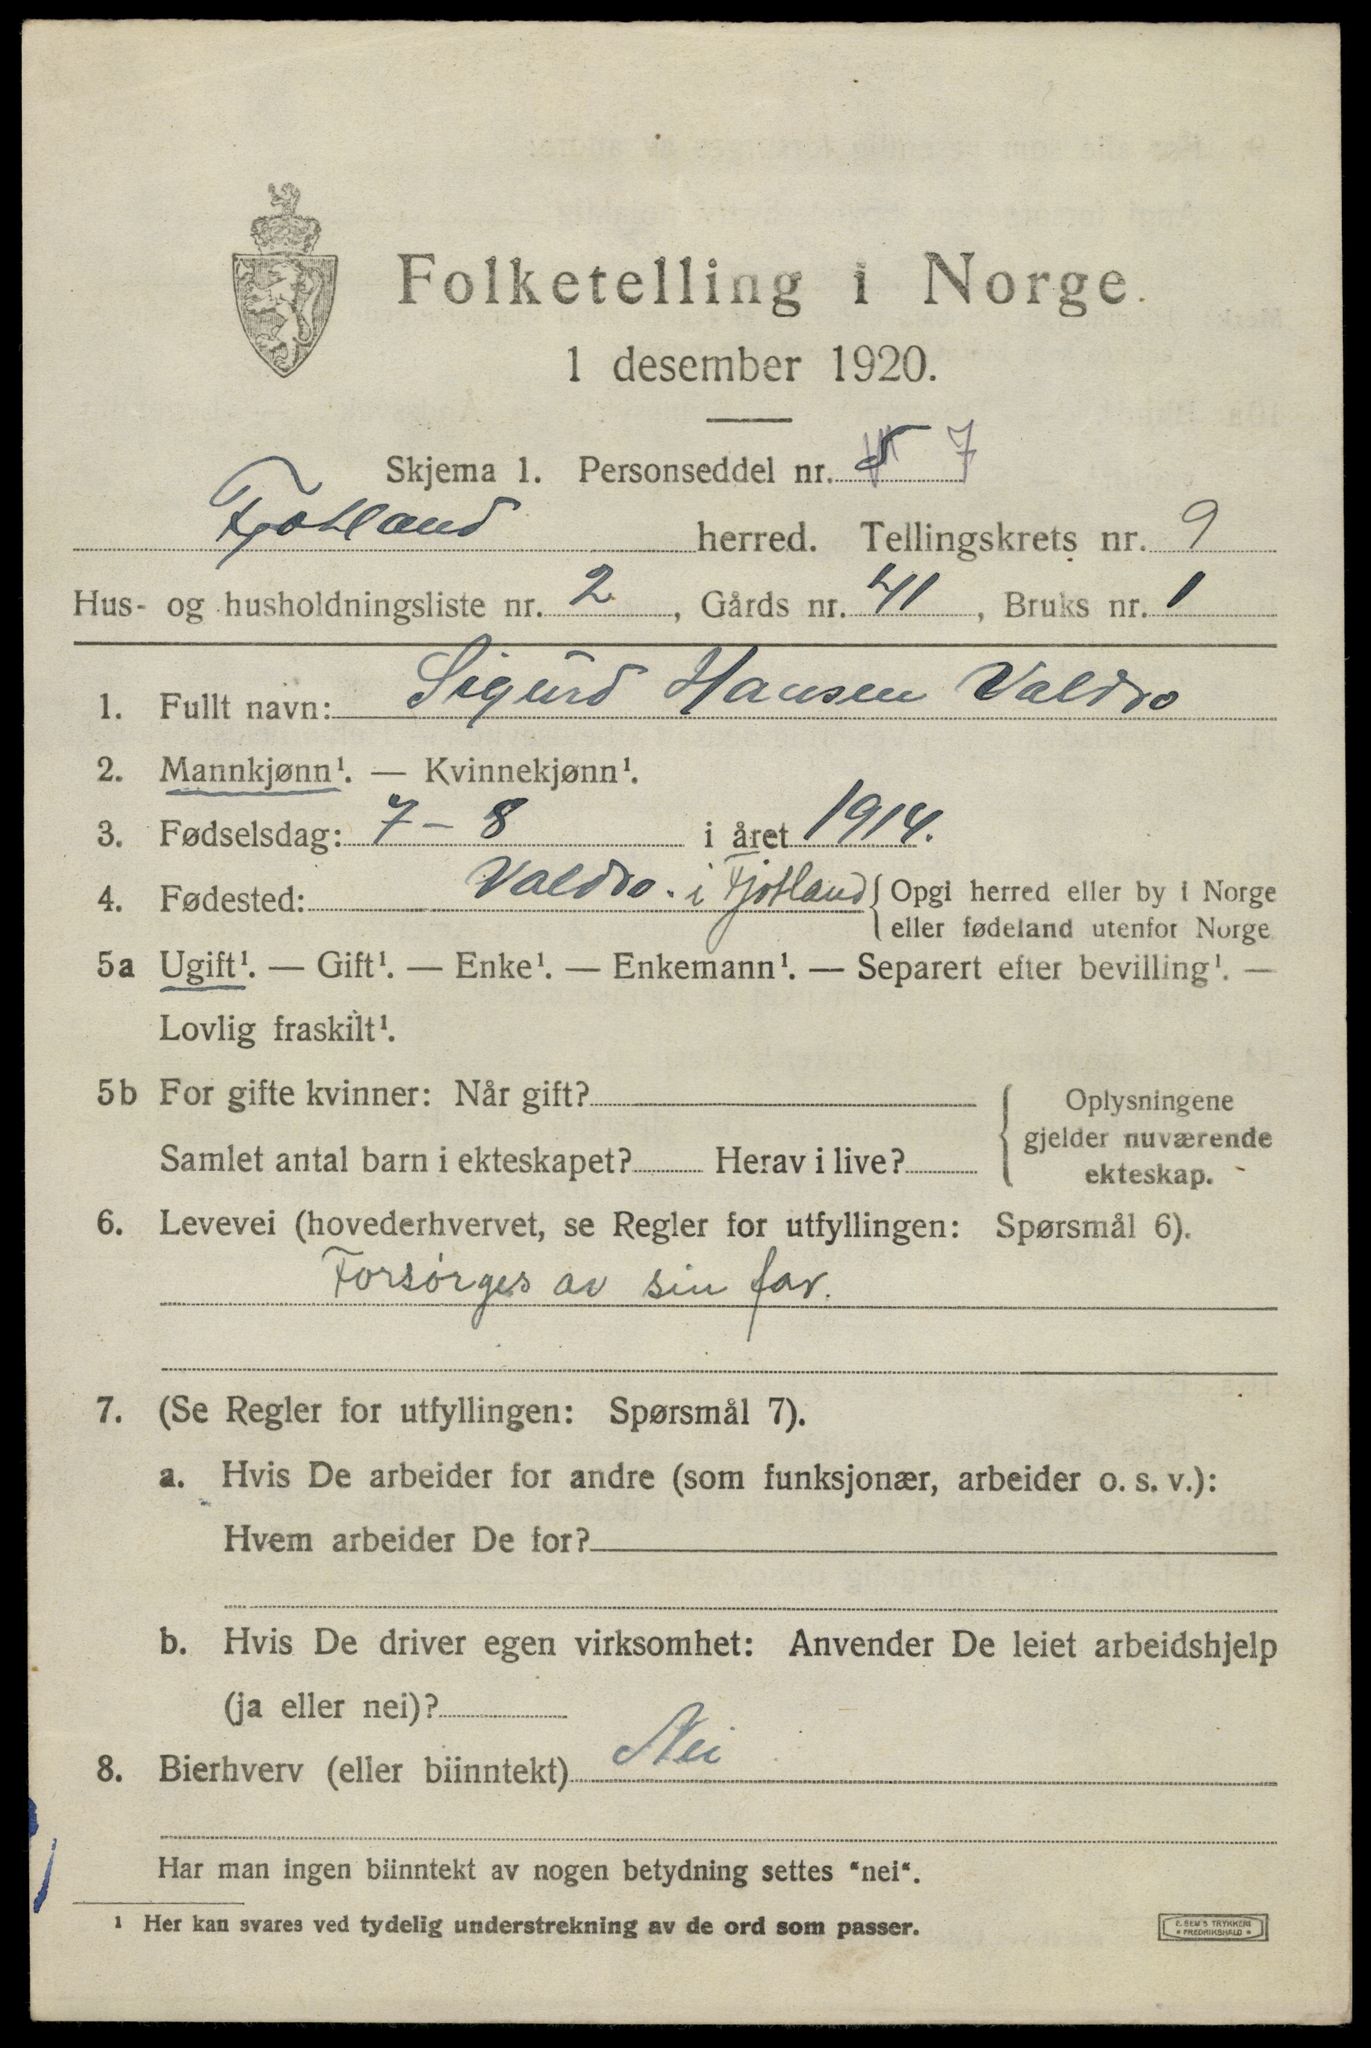 Folketelling i Norge.
1 desember 1920.
Skjema 1. Personseddel nr. 7
Fjotland herred. Tellingskrets nr. 9
Hus- og husholdningsliste nr. 2, Gårds nr. 41, Bruks nr. 1
1. Fullt navn: Sigurd Hansen Valdro
2. Mannkjønn¹. — Kvinnekjønn¹.
3. Fødselsdag: 7 – 8 i året 1914.
4. Fødested: Valdro. i Fjotland { Opgi herred eller by i Norge
eller fødeland utenfor Norge
5a Ugift¹. — Gift¹. — Enke¹. — Enkemann¹. — Separert efter bevilling¹. —
Lovlig fraskilt¹.
5b For gifte kvinner: Når gift?
Samlet antal barn i ekteskapet? Herav i live?
{ Oplysningene
gjelder nuværende
ekteskap.
6. Levevei (hovederhvervet, se Regler for utfyllingen: Spørsmål 6).
Forsørges av sin far.
7. (Se Regler for utfyllingen: Spørsmål 7).
a. Hvis De arbeider for andre (som funksjonær, arbeider o. s. v.):
Hvem arbeider De for?
b. Hvis De driver egen virksomhet: Anvender De leiet arbeidshjelp
(ja eller nei)?
8. Bierhverv (eller biinntekt) Nei
Har man ingen biinntekt av nogen betydning settes "nei".
¹ Her kan svares ved tydelig understrekning av de ord som passer.
E. SEM'S TRYKKERI
* FREDRIKSHALD *